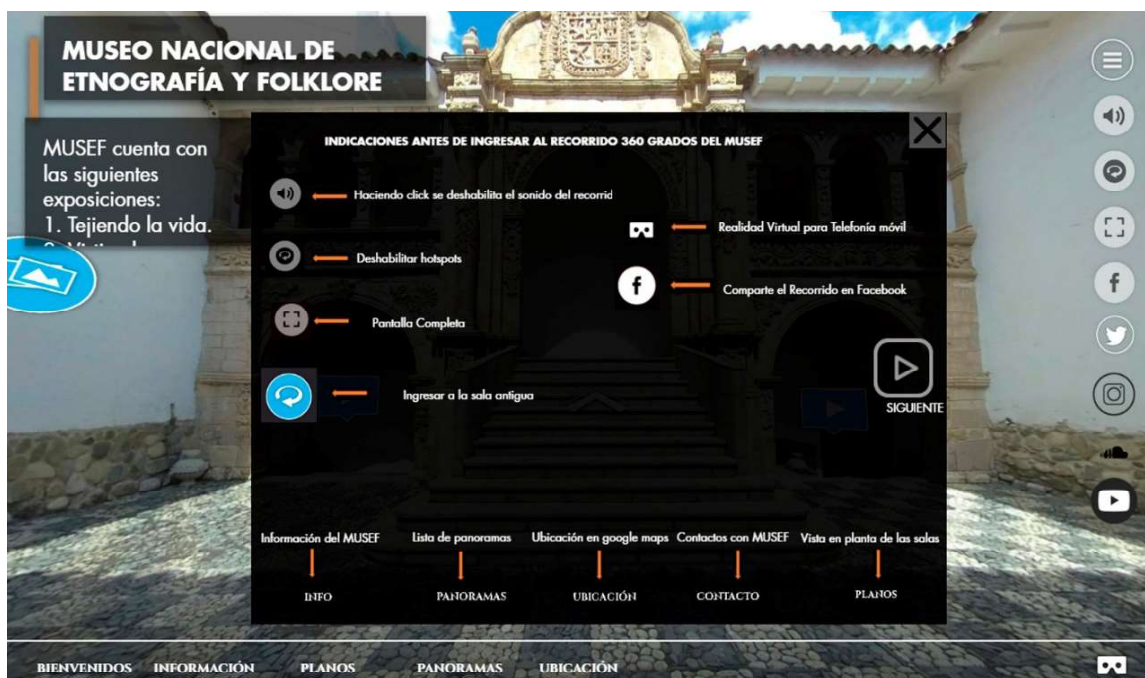 MUSEO NACIONAL DE
ETNOGRAFÍA Y FOLKLORE
MUSEF cuenta con
las siguientes
exposiciones:
1. Tejiendo la vida.
INDICACIONES ANTES DE INGRESAR AL RECORRIDO 360 GRADOS DEL MUSEF
Haciendo click se deshabilita el sonido del recorrid
Realidad Virtual para Telefonía móvil
Deshabilitar hotspots
Comparte el Recorrido en Facebook
Pantalla Completa
Ingresar a la sala antigua
SIGUIENTE
Información del MUSEF
Lista de panoramas
Ubicación en google maps
Contactos con MUSEF
Vista en planta de las salas
INFO
PANORAMAS
UBICACIÓN
CONTACTO
PLANOS
BIENVENIDOS
INFORMACIÓN
PLANOS
PANORAMAS
UBICACIÓN